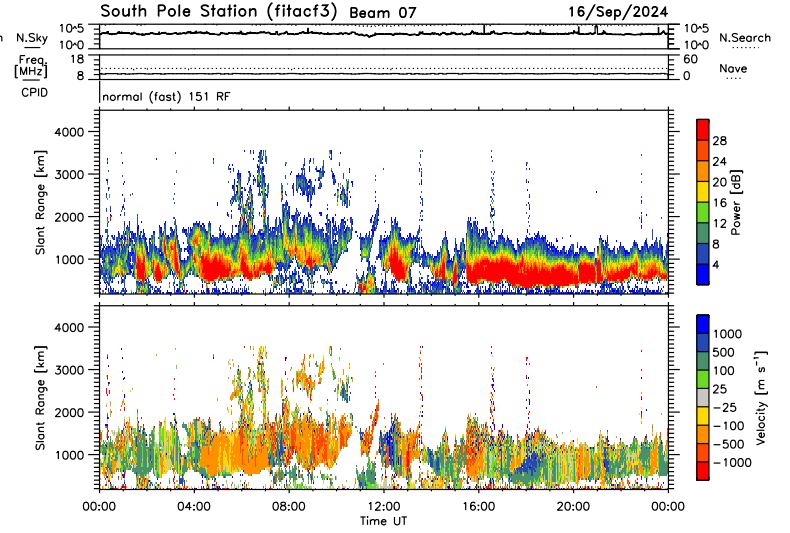 South Pole Station (fitacf3) Beam 07 16/Sep/2024
n N.Sky 10^5 10^0 10^5 10^0 N.Search
Freq. [MHz] 18 8 60 0 Nave
CPID normal (fast) 151 RF
Slant Range [km]
4000
3000
2000
1000
Power [dB]
28
24
20
16
12
8
4
Slant Range [km]
4000
3000
2000
1000
Velocity [m s⁻¹]
1000
500
100
25
-25
-100
-500
-1000
00:00 04:00 08:00 12:00 16:00 20:00 00:00
Time UT